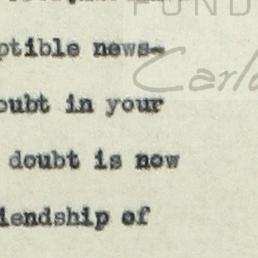 FUND
ptible news-
Carlo
oubt in your
doubt is now
iendship of